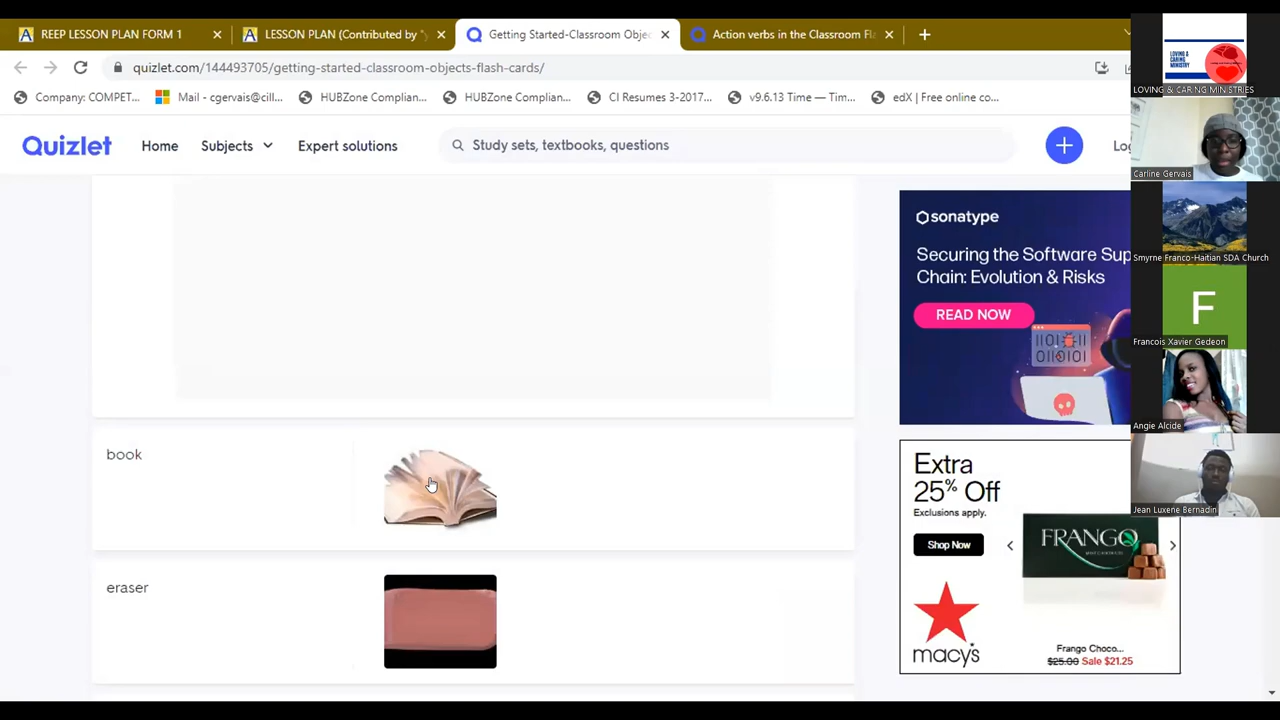 REEP LESSON PLAN FORM 1
LESSON PLAN (Contributed by "
Getting Started-Classroom Obje
Action verbs in the Classroom Fl
quizlet.com/144493705/getting-started-classroom-objects-flash-cards/
Company: COMPET...
Mail - cgervais@cill...
HUBZone Complian...
HUBZone Complian...
CI Resumes 3-2017...
v9.6.13 Time — Tim...
edX | Free online co...
Quizlet
Home
Subjects
Expert solutions
Study sets, textbooks, questions
Lo
sonatype
Securing the Software Sup
Chain: Evolution & Risks
READ NOW
book
eraser
Extra
25% Off
Exclusions apply.
Shop Now
macy's
FRANGO
Frango Choco...
$25.00 Sale $21.25
LOVING &
CARING
MINISTRY
LOVING & CARING MINISTRIES
Carline Gervais
Smyrne Franco-Haitian SDA Church
F
Francois Xavier Gedeon
Angie Alcide
Jean Luxene Bernadin